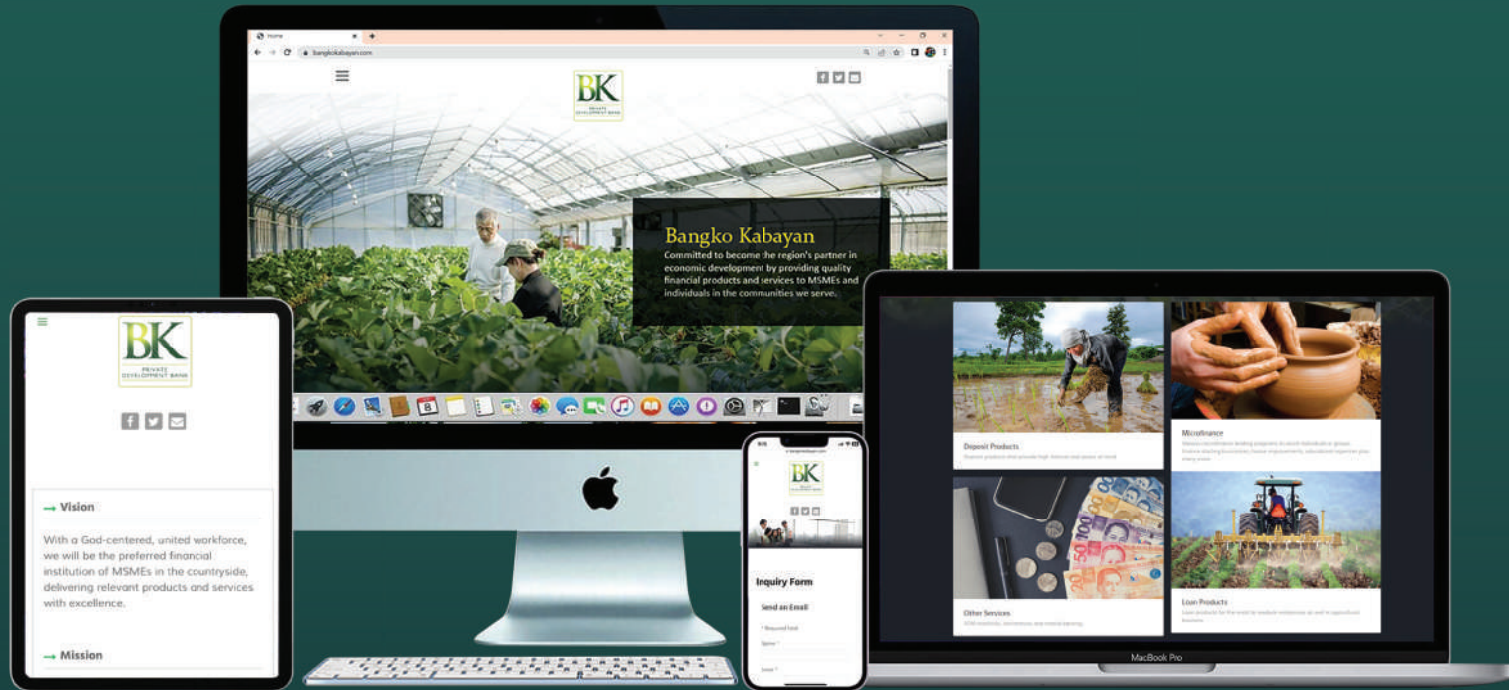 Home
bangkokabayan.com
BK
PRIVATE
DEVELOPMENT BANK
Bangko Kabayan
Committed to become the region's partner in
economic development by providing quality
financial products and services to MSMEs and
individuals in the communities we serve.
BK
PRIVATE
DEVELOPMENT BANK
→ Vision
With a God-centered, united workforce,
we will be the preferred financial
institution of MSMEs in the countryside,
delivering relevant products and services
with excellence.
→ Mission
BK
Inquiry Form
Send an Email
* Required field
Name *
Deposit Products
Microfinance
Other Services
Loan Products
MacBook Pro